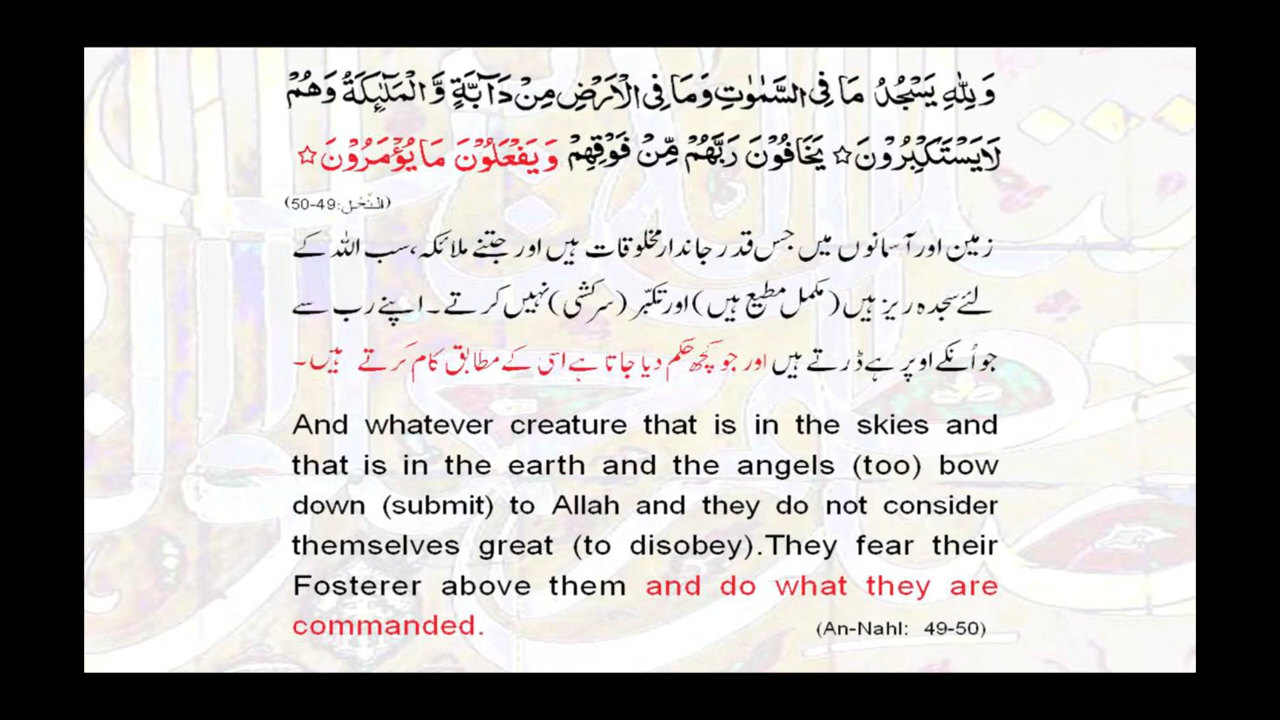 وَ لِلّٰهِ يَسْجُدُ مَا فِى السَّمٰوٰتِ وَمَا فِى الْاَرْضِ مِنْ دَآبَّةٍ وَّ الْمَلٰٓئِكَةُ وَهُمْ
لَا يَسْتَكْبِرُوْنَ☆ يَخَافُوْنَ رَبَّهُمْ مِّنْ فَوْقِهِمْ وَ يَفْعَلُوْنَ مَا يُؤْمَرُوْنَ☆
(النَّحْل:49-50)
زمین اور آسمانوں میں جس قدر جاندار مخلوقات ہیں اور جتنے ملائکہ، سب اللہ کے
لئے سجدہ ریز ہیں (مکمل مطیع ہیں) اور تکبّر (سرکشی) نہیں کرتے۔ اپنے رب سے
جو اُنکے اوپر ہے ڈرتے ہیں اور جو کچھ حکم دیا جاتا ہے اسی کے مطابق کام کرتے ہیں۔
And whatever creature that is in the skies and
that is in the earth and the angels (too) bow
down (submit) to Allah and they do not consider
themselves great (to disobey).They fear their
Fosterer above them and do what they are
commanded. (An-Nahl: 49-50)